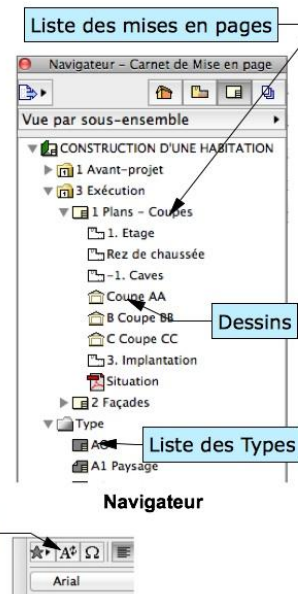 Liste des mises en pages
Navigateur - Carnet de Mise en page
Vue par sous-ensemble
CONSTRUCTION D'UNE HABITATION
1 Avant-projet
3 Exécution
1 Plans - Coupes
1. Etage
Rez de chaussée
-1. Caves
Coupe AA
B Coupe BB
C Coupe CC
Dessins
3. Implantation
Situation
2 Façades
Type
Liste des Types
A1 Paysage
Navigateur
Arial